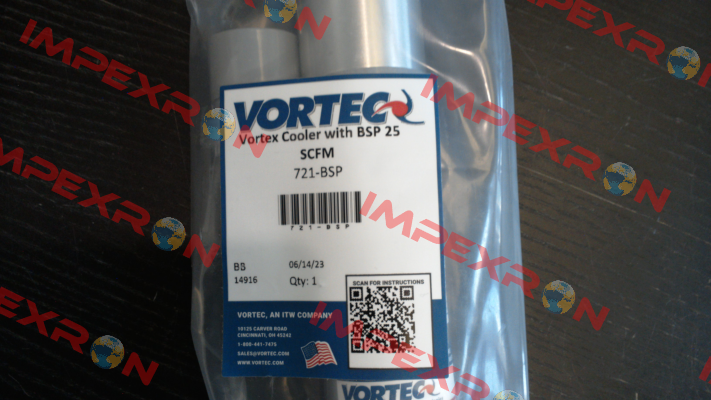 VORTEC
Vortex Cooler with BSP 25
SCFM
721-BSP
721-BSP
BB
06/14/23
14916
Qty: 1
SCAN FOR INSTRUCTIONS
VORTEC, AN ITW COMPANY
10125 CARVER ROAD
CINCINNATI, OH 45242
1-800-441-7475
SALES@VORTEC.COM
WWW.VORTEC.COM
VORTEC
IMPEXRON
IMPEXRON
IMPEXRON
IMPEXRON
IMPEXRON